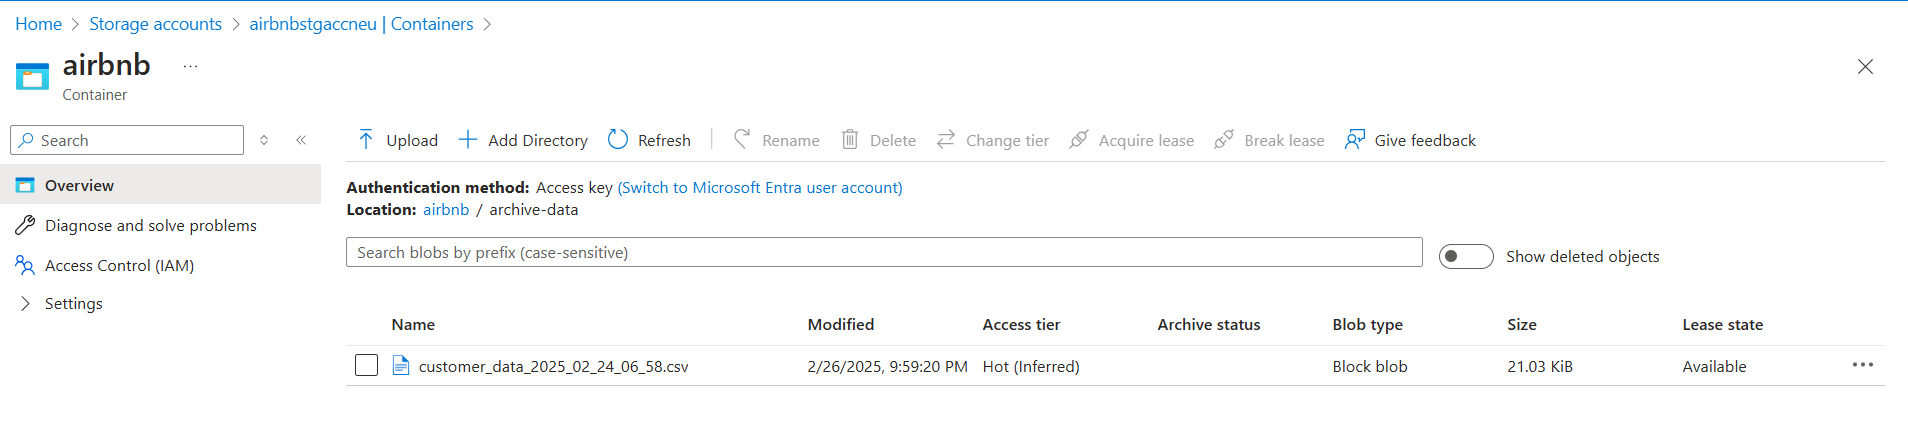 Home > Storage accounts > airbnbstgaccneu | Containers >
airbnb ...
Container
Search
Overview
Diagnose and solve problems
Access Control (IAM)
Settings
Upload Add Directory Refresh Rename Delete Change tier Acquire lease Break lease Give feedback
Authentication method: Access key (Switch to Microsoft Entra user account)
Location: airbnb / archive-data
Search blobs by prefix (case-sensitive)
Show deleted objects
Name Modified Access tier Archive status Blob type Size Lease state
customer_data_2025_02_24_06_58.csv 2/26/2025, 9:59:20 PM Hot (Inferred) Block blob 21.03 KiB Available ...